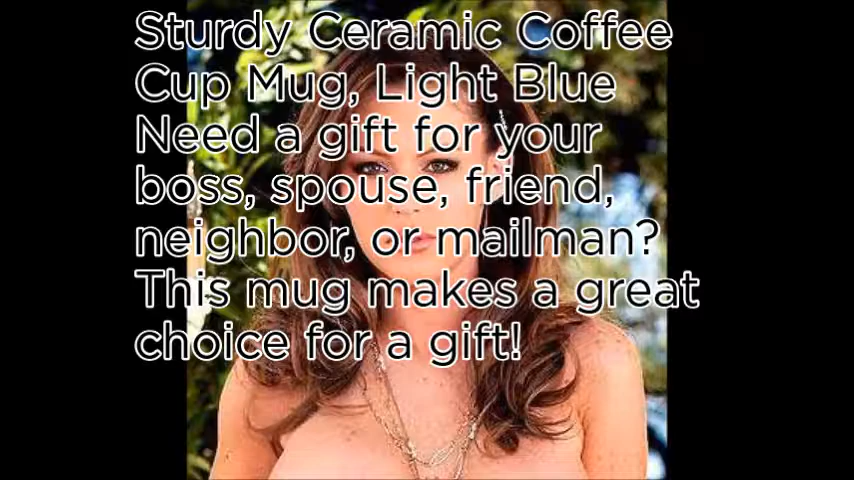 Sturdy Ceramic Coffee
Cup Mug, Light Blue
Need a gift for your
boss, spouse, friend,
neighbor, or mailman?
This mug makes a great
choice for a gift!